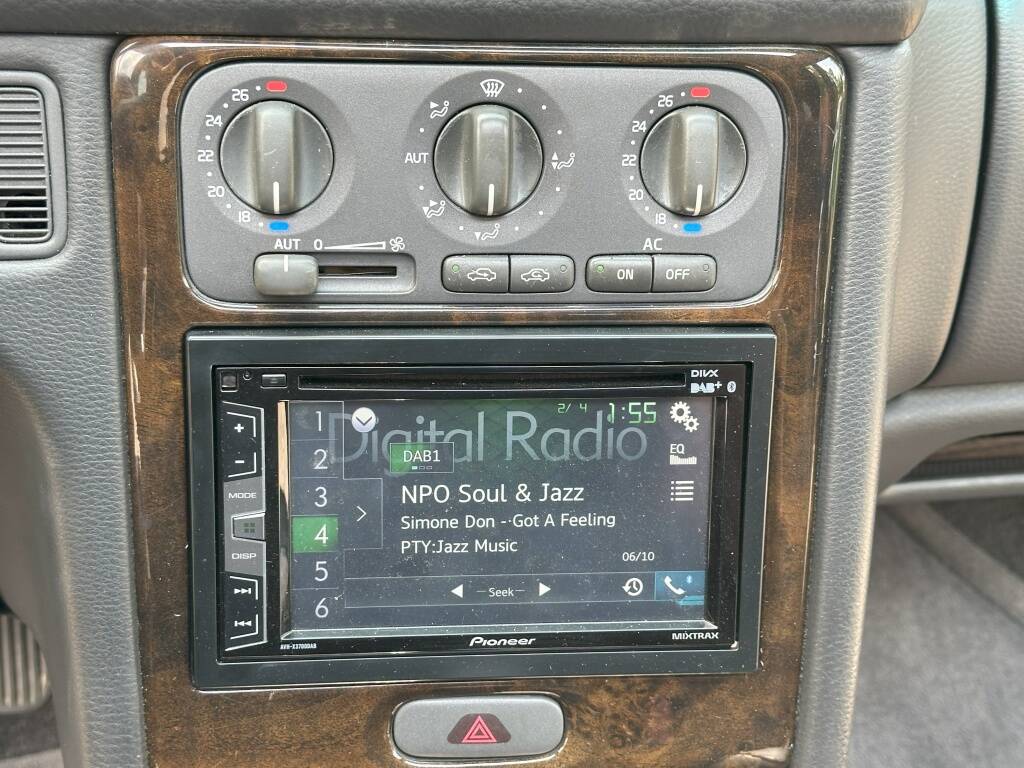 26
24
22
20
18
AUT
26
24
22
20
18
AUT 0
AC
ON OFF
DIVX
DAB+
+
-
MODE
DISP
1
2
3
4
5
6
Digital Radio
2/ 4 1:55
EQ
DAB1
NPO Soul & Jazz
Simone Don - Got A Feeling
PTY:Jazz Music
06/10
Seek
AVH-X3700DAB
Pioneer
MIXTRAX